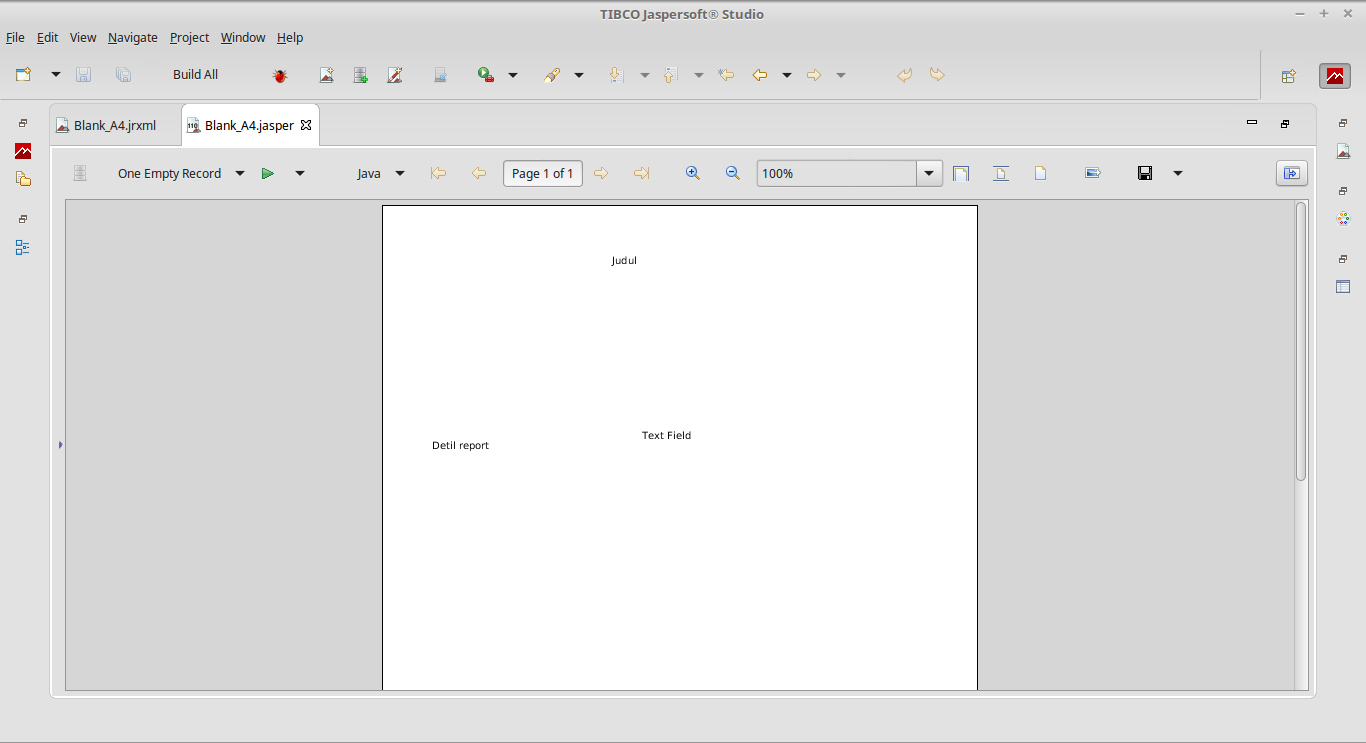 TIBCO Jaspersoft® Studio
File Edit View Navigate Project Window Help
Build All
Blank_A4.jrxml Blank_A4.jasper
One Empty Record Java Page 1 of 1 100%
Judul
Text Field
Detil report